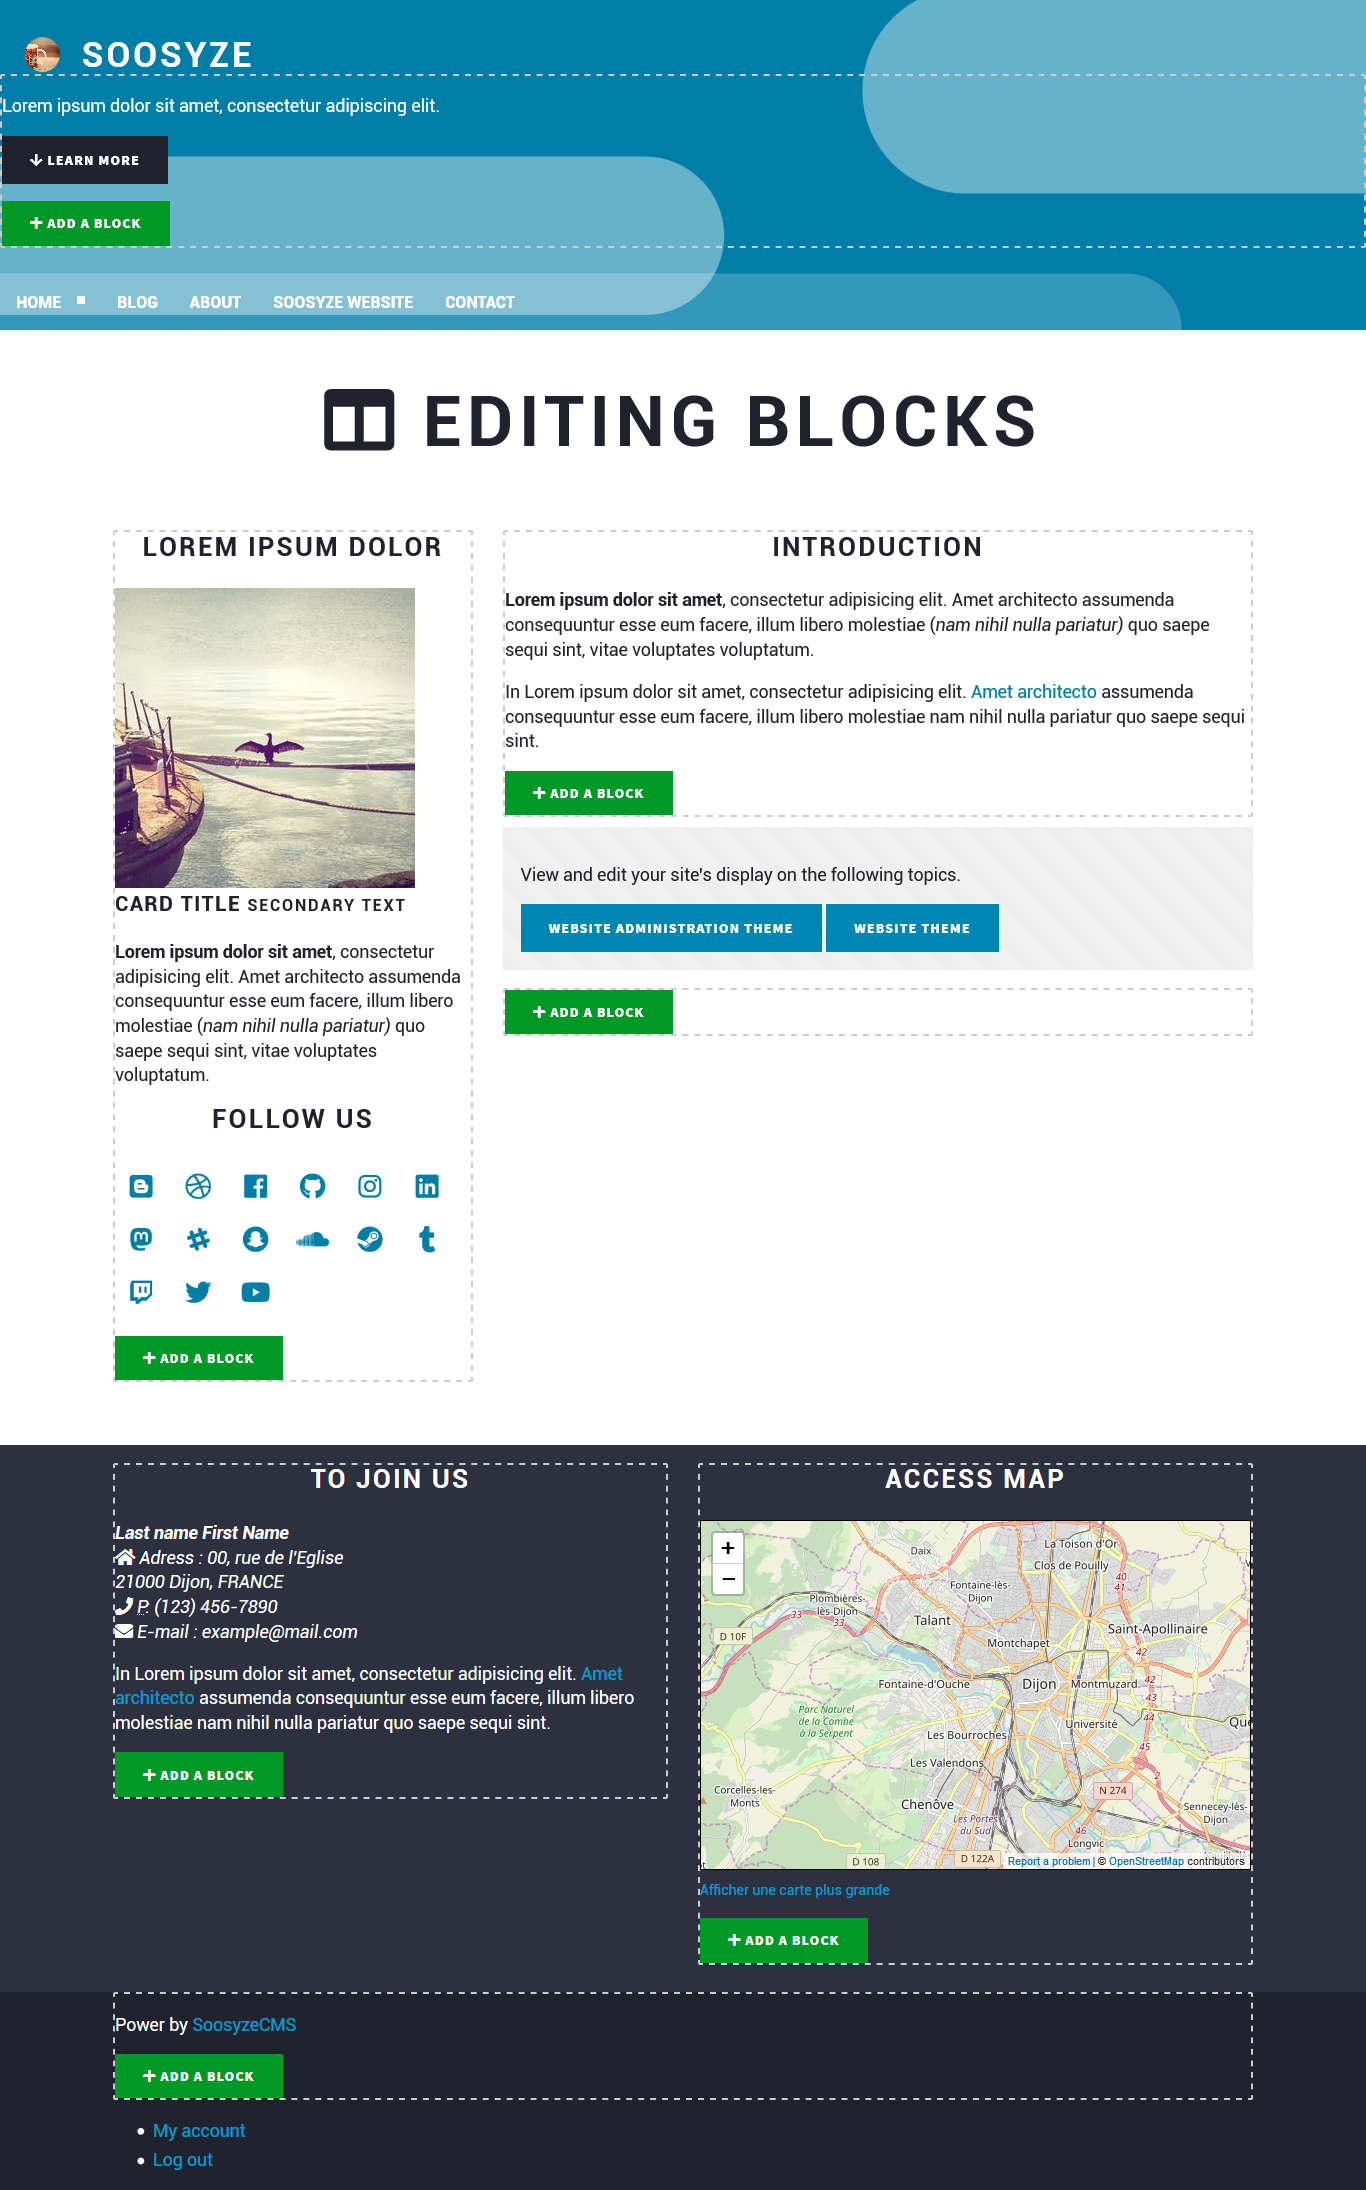 SOOSYZE
Lorem ipsum dolor sit amet, consectetur adipiscing elit.
LEARN MORE
ADD A BLOCK
HOME BLOG ABOUT SOOSYZE WEBSITE CONTACT
EDITING BLOCKS
LOREM IPSUM DOLOR
CARD TITLE SECONDARY TEXT
Lorem ipsum dolor sit amet, consectetur
adipisicing elit. Amet architecto assumenda
consequuntur esse eum facere, illum libero
molestiae (nam nihil nulla pariatur) quo
saepe sequi sint, vitae voluptates
voluptatum.
FOLLOW US
ADD A BLOCK
INTRODUCTION
Lorem ipsum dolor sit amet, consectetur adipisicing elit. Amet architecto assumenda
consequuntur esse eum facere, illum libero molestiae (nam nihil nulla pariatur) quo saepe
sequi sint, vitae voluptates voluptatum.
In Lorem ipsum dolor sit amet, consectetur adipisicing elit. Amet architecto assumenda
consequuntur esse eum facere, illum libero molestiae nam nihil nulla pariatur quo saepe sequi
sint.
ADD A BLOCK
View and edit your site's display on the following topics.
WEBSITE ADMINISTRATION THEME WEBSITE THEME
ADD A BLOCK
TO JOIN US
Last name First Name
Adress : 00, rue de l'Eglise
21000 Dijon, FRANCE
P: (123) 456-7890
E-mail : example@mail.com
In Lorem ipsum dolor sit amet, consectetur adipisicing elit. Amet
architecto assumenda consequuntur esse eum facere, illum libero
molestiae nam nihil nulla pariatur quo saepe sequi sint.
ADD A BLOCK
ACCESS MAP
+
−
Daix
La Toison d'Or
Clos de Pouilly
40
41
Fontaine-lès-
Dijon
Plombières-
lès-Dijon
33
33
Talant
Saint-Apollinaire
D 10F
Montchapet
42
Fontaine-d'Ouche
Dijon
Montmuzard
42
43
Parc Naturel
de la Combe
à la Serpent
44
Université
Que
Les Bourroches
45
Les Valendons
2
Corcelles-les-
Monts
N 274
Chenôve
Sennecey-lès-
Dijon
Les Portes
du Sud
46
Longvic
D 108
D 122A
Report a problem | © OpenStreetMap contributors
Afficher une carte plus grande
ADD A BLOCK
Power by SoosyzeCMS
ADD A BLOCK
My account
Log out